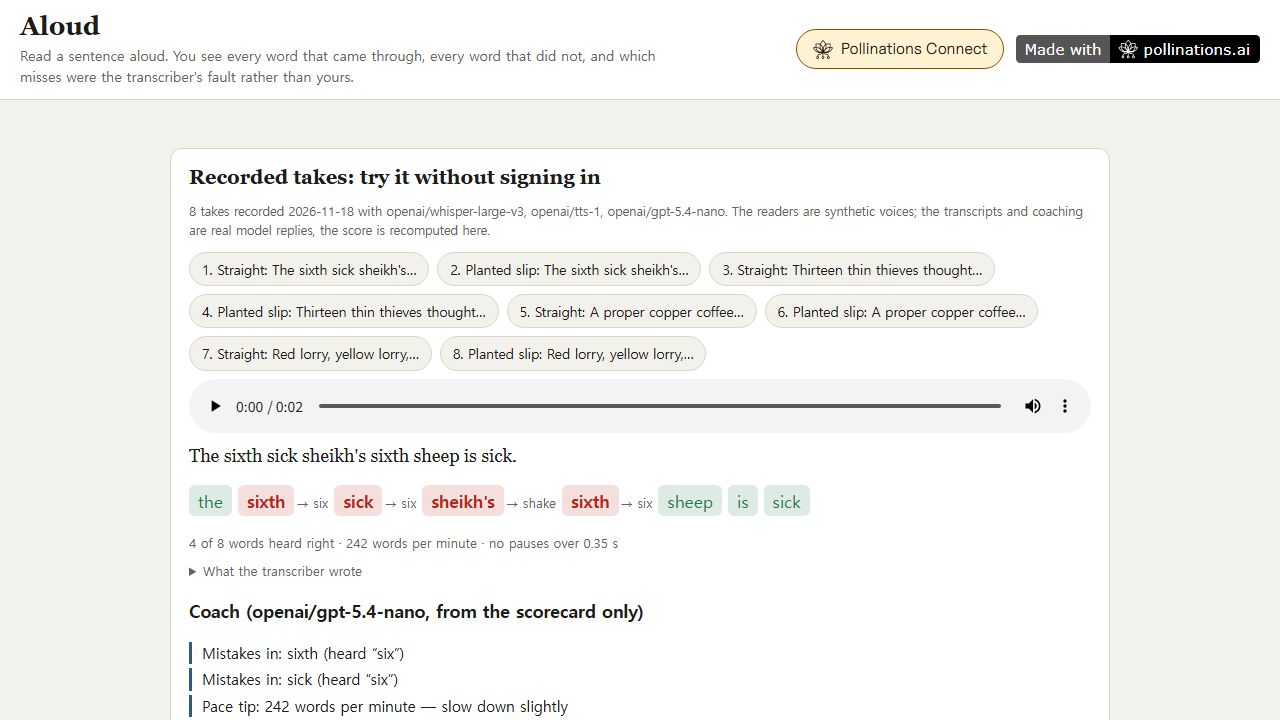 Aloud
Read a sentence aloud. You see every word that came through, every word that did not, and which
misses were the transcriber's fault rather than yours.
Pollinations Connect
Made with pollinations.ai
Recorded takes: try it without signing in
8 takes recorded 2026-11-18 with openai/whisper-large-v3, openai/tts-1, openai/gpt-5.4-nano. The readers are synthetic voices; the transcripts and coaching
are real model replies, the score is recomputed here.
1. Straight: The sixth sick sheikh's...
2. Planted slip: The sixth sick sheikh's...
3. Straight: Thirteen thin thieves thought...
4. Planted slip: Thirteen thin thieves thought...
5. Straight: A proper copper coffee...
6. Planted slip: A proper copper coffee...
7. Straight: Red lorry, yellow lorry,...
8. Planted slip: Red lorry, yellow lorry,...
0:00 / 0:02
The sixth sick sheikh's sixth sheep is sick.
the sixth → six sick → six sheikh's → shake sixth → six sheep is sick
4 of 8 words heard right · 242 words per minute · no pauses over 0.35 s
What the transcriber wrote
Coach (openai/gpt-5.4-nano, from the scorecard only)
Mistakes in: sixth (heard “six”)
Mistakes in: sick (heard “six”)
Pace tip: 242 words per minute — slow down slightly